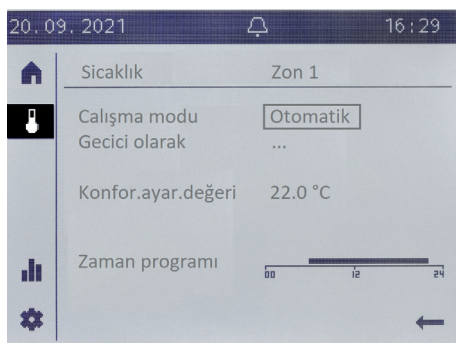 20.09.2021 16:29
Sicaklık Zon 1
Calışma modu Otomatik
Gecici olarak ...
Konfor.ayar.değeri 22.0 °C
Zaman programı
00 12 24